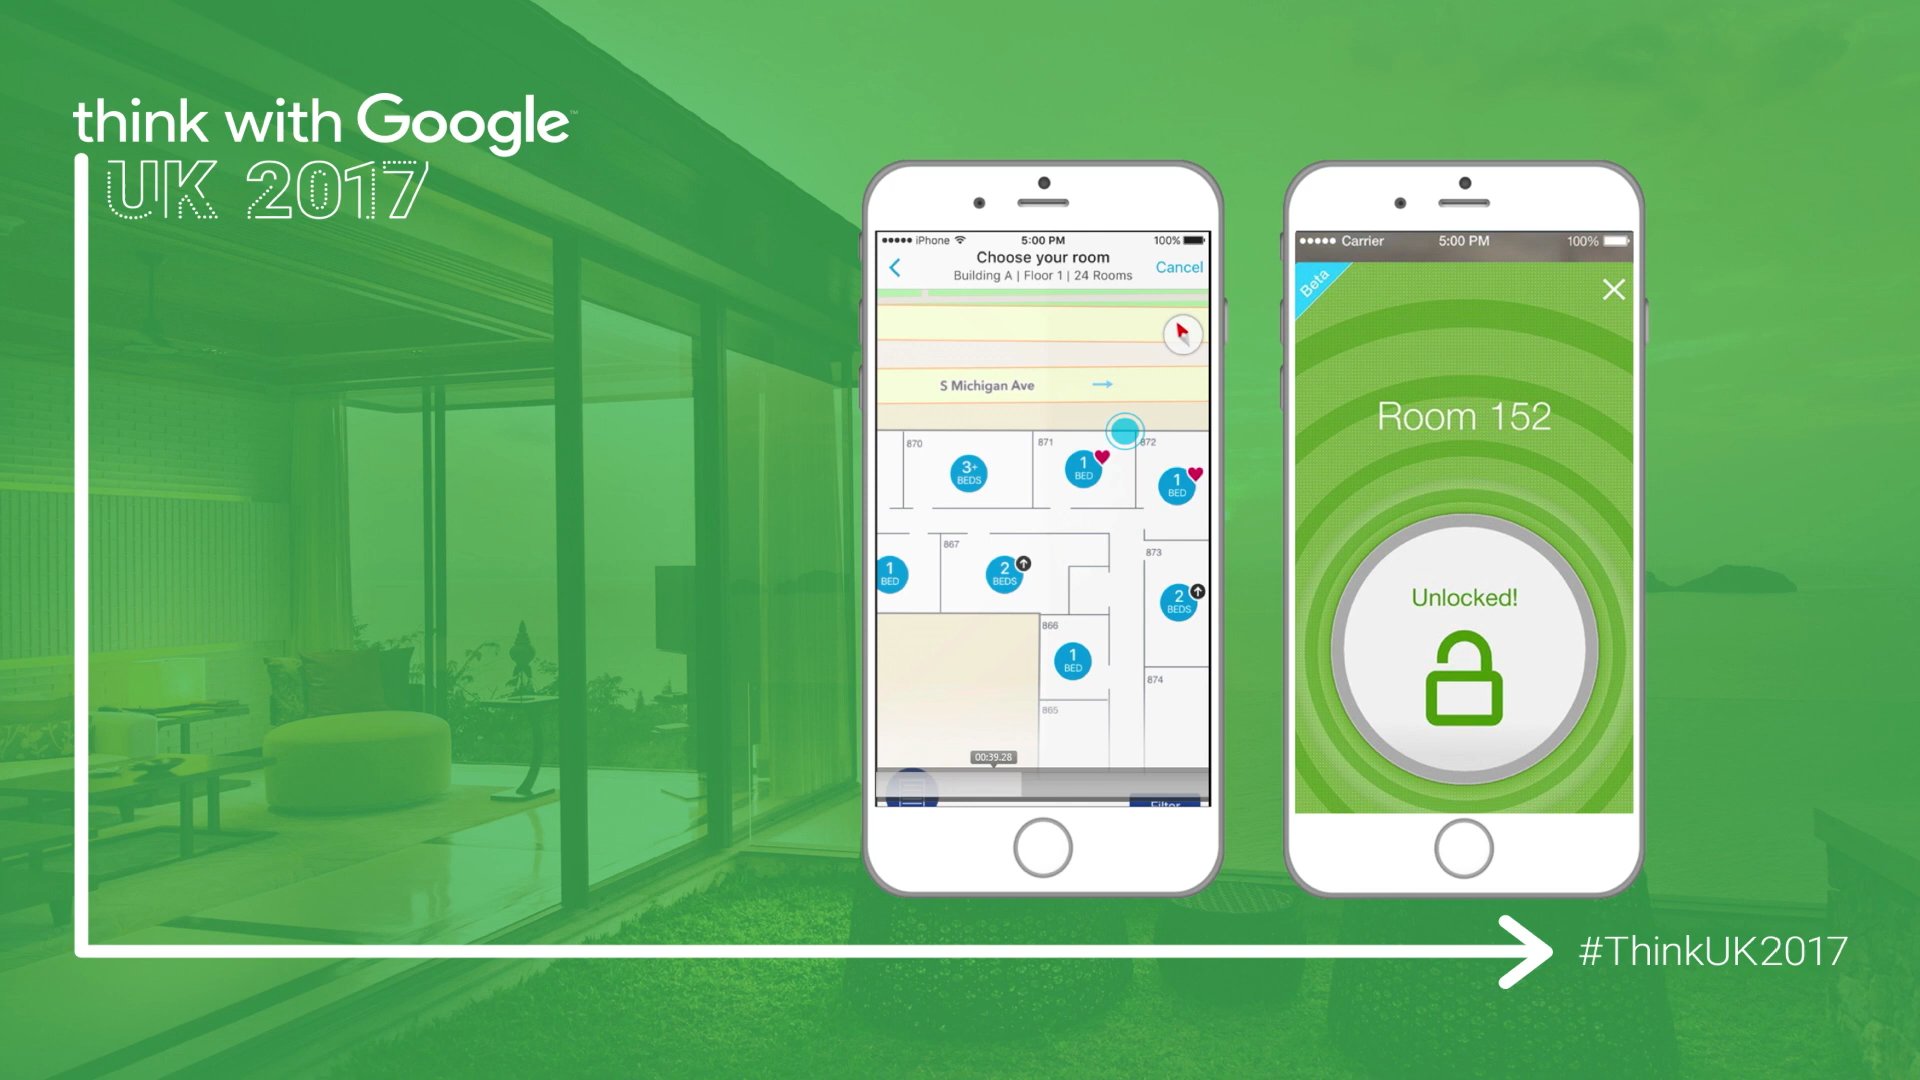 think with Google™
UK 2017
iPhone
5:00 PM
100%
Choose your room
Building A | Floor 1 | 24 Rooms
Cancel
S Michigan Ave
870
3+
BEDS
871
1
BED
872
1
BED
1
BED
867
2
BEDS
873
2
BEDS
866
1
BED
874
865
00:39.28
Filter
Carrier
5:00 PM
100%
Beta
Room 152
Unlocked!
#ThinkUK2017